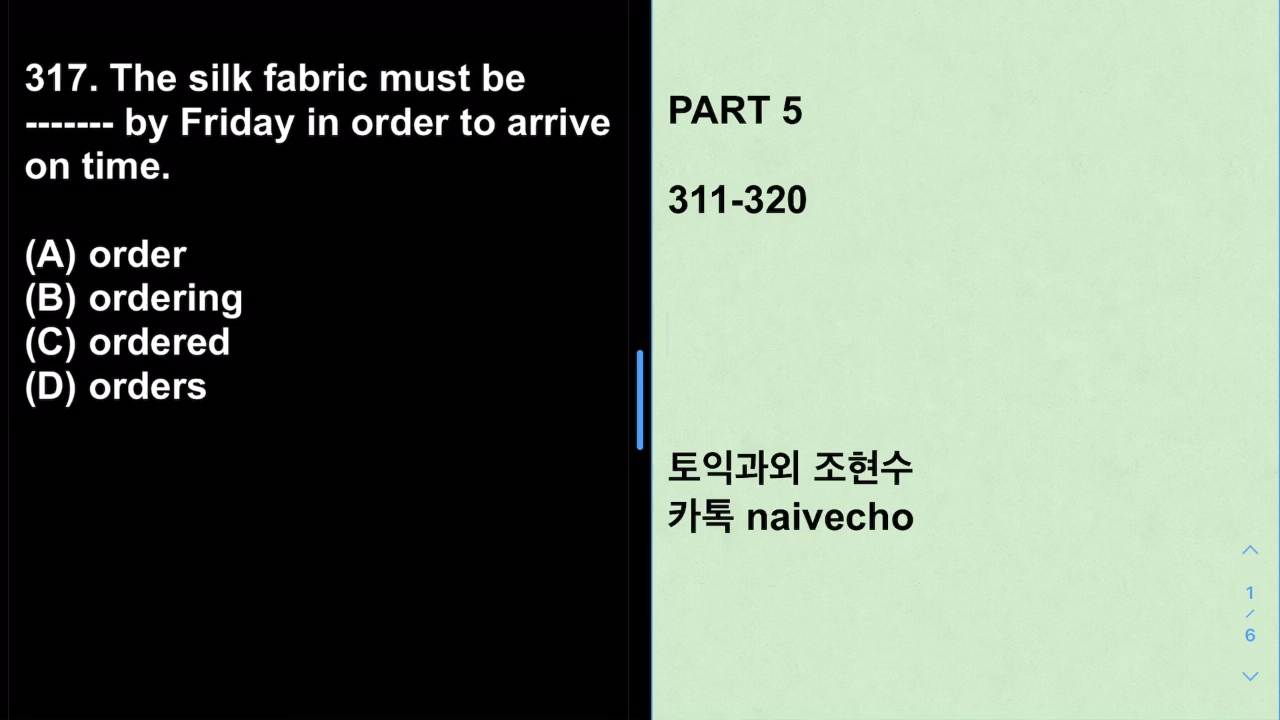 317. The silk fabric must be
------- by Friday in order to arrive
on time.
(A) order
(B) ordering
(C) ordered
(D) orders
PART 5
311-320
토익과외 조현수
카톡 naivecho
1
/
6